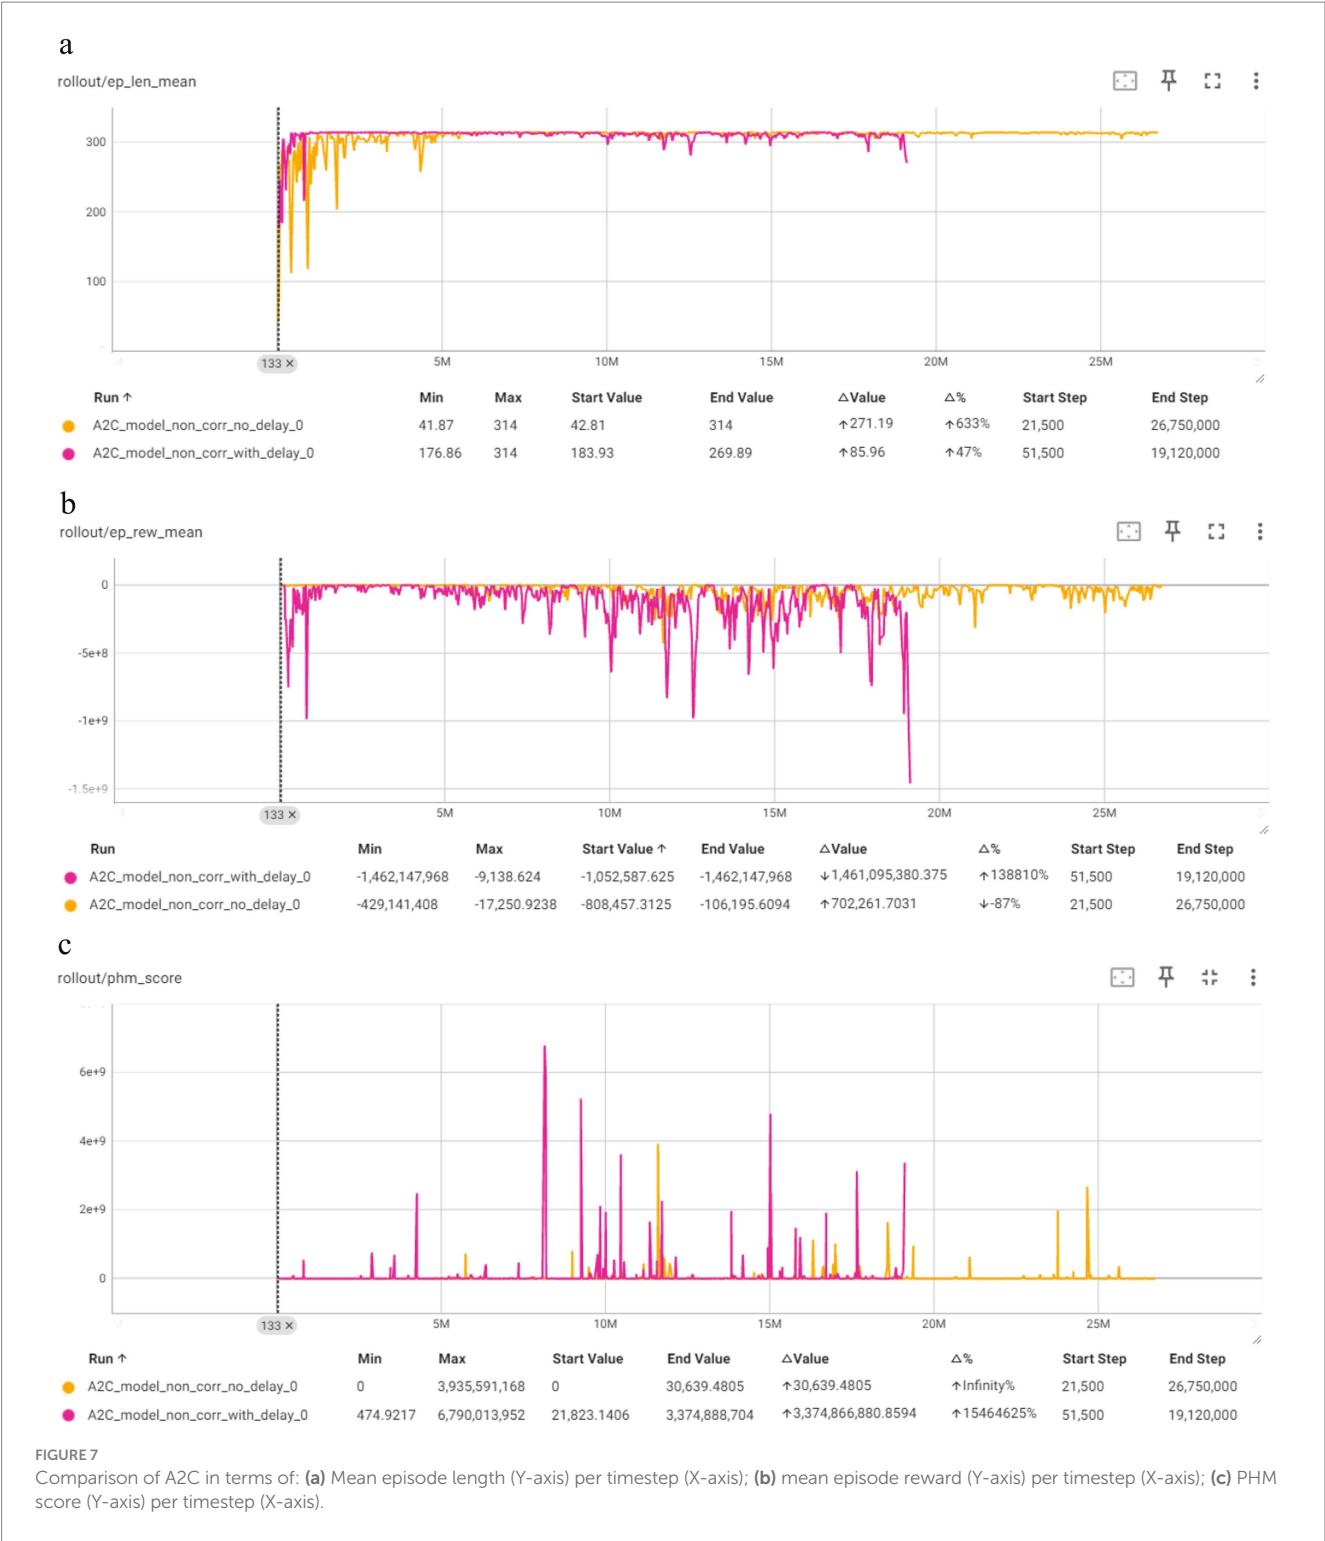 a
rollout/ep_len_mean
300
200
100
133 ×
5M 10M 15M 20M 25M
Run ↑ Min Max Start Value End Value △Value △% Start Step End Step
A2C_model_non_corr_no_delay_0 41.87 314 42.81 314 ↑271.19 ↑633% 21,500 26,750,000
A2C_model_non_corr_with_delay_0 176.86 314 183.93 269.89 ↑85.96 ↑47% 51,500 19,120,000
b
rollout/ep_rew_mean
0
-5e+8
-1e+9
-1.5e+9
133 ×
5M 10M 15M 20M 25M
Run Min Max Start Value ↑ End Value △Value △% Start Step End Step
A2C_model_non_corr_with_delay_0 -1,462,147,968 -9,138.624 -1,052,587.625 -1,462,147,968 ↓1,461,095,380.375 ↑138810% 51,500 19,120,000
A2C_model_non_corr_no_delay_0 -429,141,408 -17,250.9238 -808,457.3125 -106,195.6094 ↑702,261.7031 ↓-87% 21,500 26,750,000
c
rollout/phm_score
6e+9
4e+9
2e+9
0
133 ×
5M 10M 15M 20M 25M
Run ↑ Min Max Start Value End Value △Value △% Start Step End Step
A2C_model_non_corr_no_delay_0 0 3,935,591,168 0 30,639.4805 ↑30,639.4805 ↑Infinity% 21,500 26,750,000
A2C_model_non_corr_with_delay_0 474.9217 6,790,013,952 21,823.1406 3,374,888,704 ↑3,374,866,880.8594 ↑15464625% 51,500 19,120,000
FIGURE 7
Comparison of A2C in terms of: (a) Mean episode length (Y-axis) per timestep (X-axis); (b) mean episode reward (Y-axis) per timestep (X-axis); (c) PHM
score (Y-axis) per timestep (X-axis).